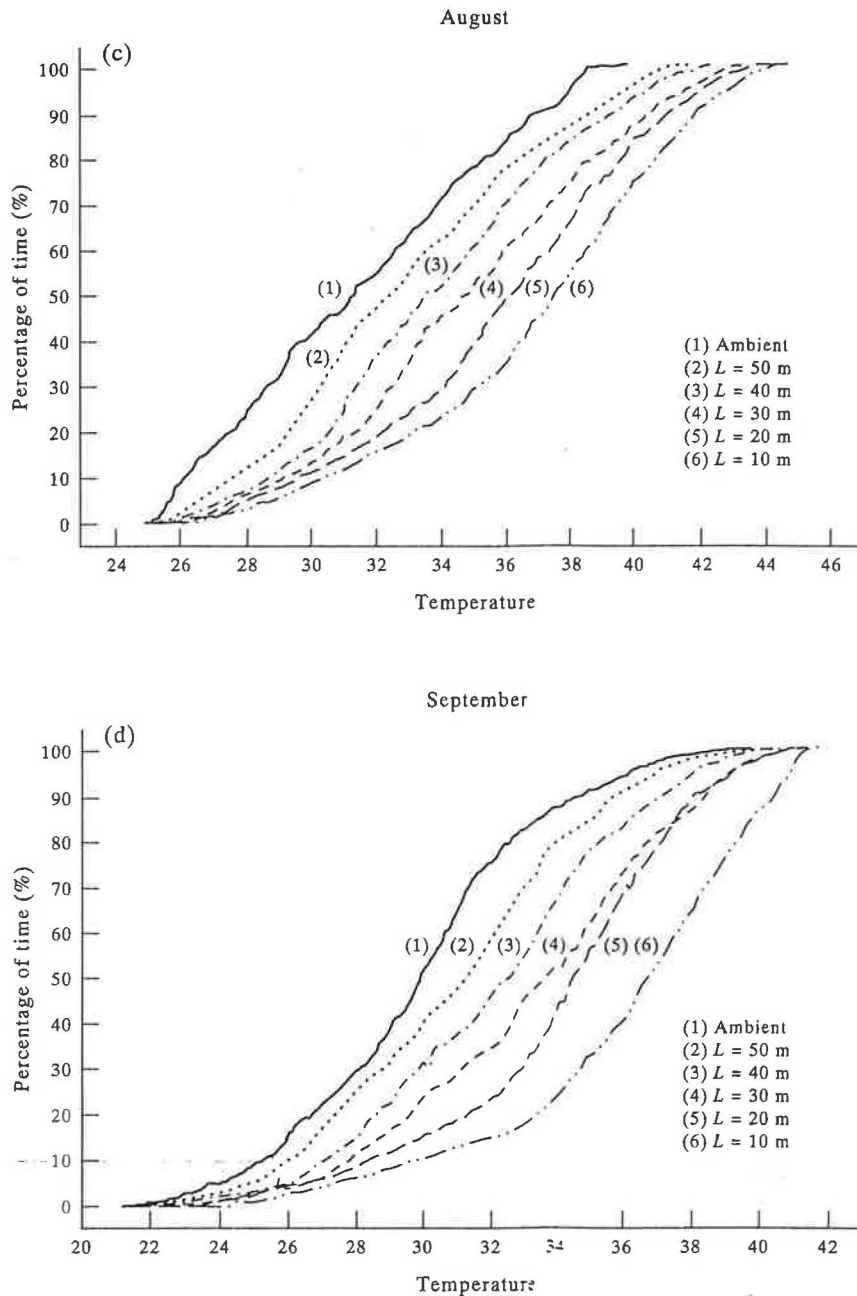 August
(c)
100
90
80
70
60
50
40
30
20
10
0
Percentage of time (%)
(1)
(2)
(3)
(4)
(5)
(6)
(1) Ambient
(2) L = 50 m
(3) L = 40 m
(4) L = 30 m
(5) L = 20 m
(6) L = 10 m
24 26 28 30 32 34 36 38 40 42 44 46
Temperature
September
(d)
100
90
80
70
60
50
40
30
20
10
0
Percentage of time (%)
(1) (2) (3) (4) (5) (6)
(1) Ambient
(2) L = 50 m
(3) L = 40 m
(4) L = 30 m
(5) L = 20 m
(6) L = 10 m
20 22 24 26 28 30 32 34 36 38 40 42
Temperature